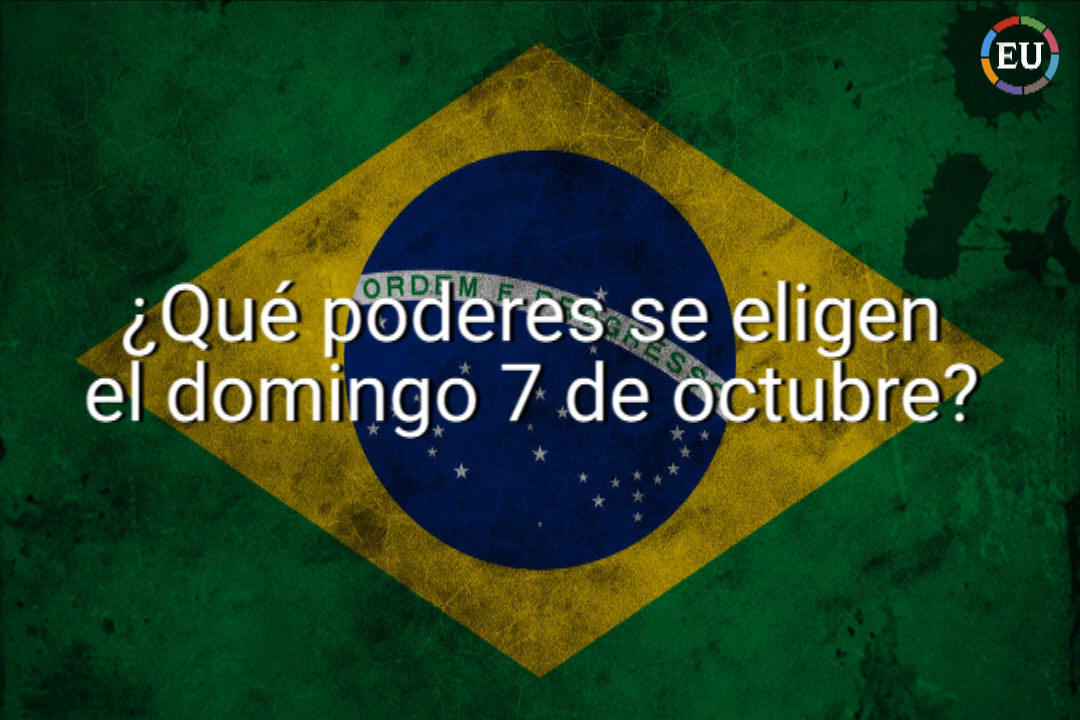 EU
ORDEM E PROGRESSO
¿Qué poderes se eligen
el domingo 7 de octubre?